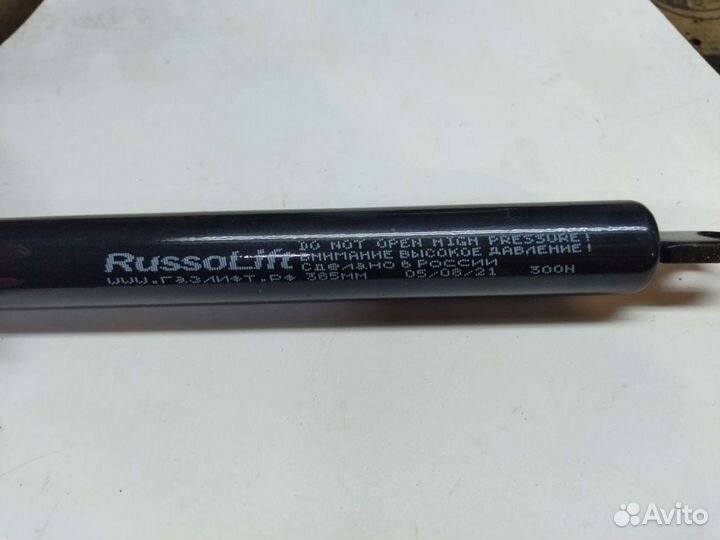 DO NOT OPEN HIGH PRESSURE!
ВНИМАНИЕ ВЫСОКОЕ ДАВЛЕНИЕ!
RussoLift
СДЕЛАНО В РОССИИ
WWW.ГАЗЛИФТ.РФ 385ММ 05/08/21 300N
Avito